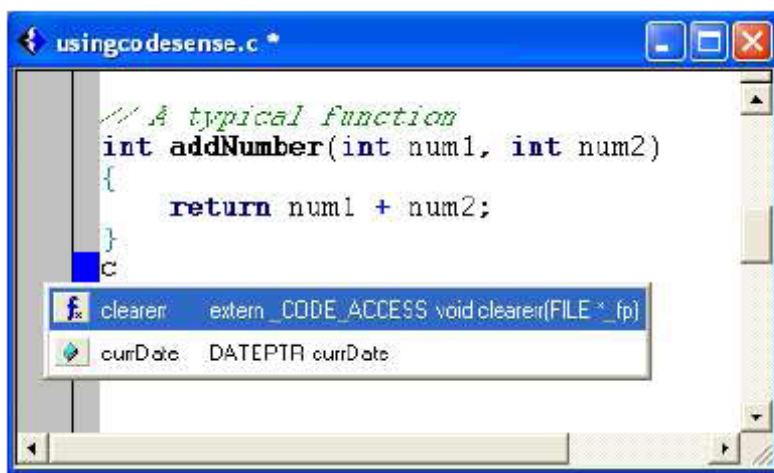 usingcodesense.c *
// A typical function
int addNumber(int num1, int num2)
{
return num1 + num2;
}
c
fx clearerr extern _CODE_ACCESS void clearerr(FILE *_fp)
currDate DATEPTR currDate